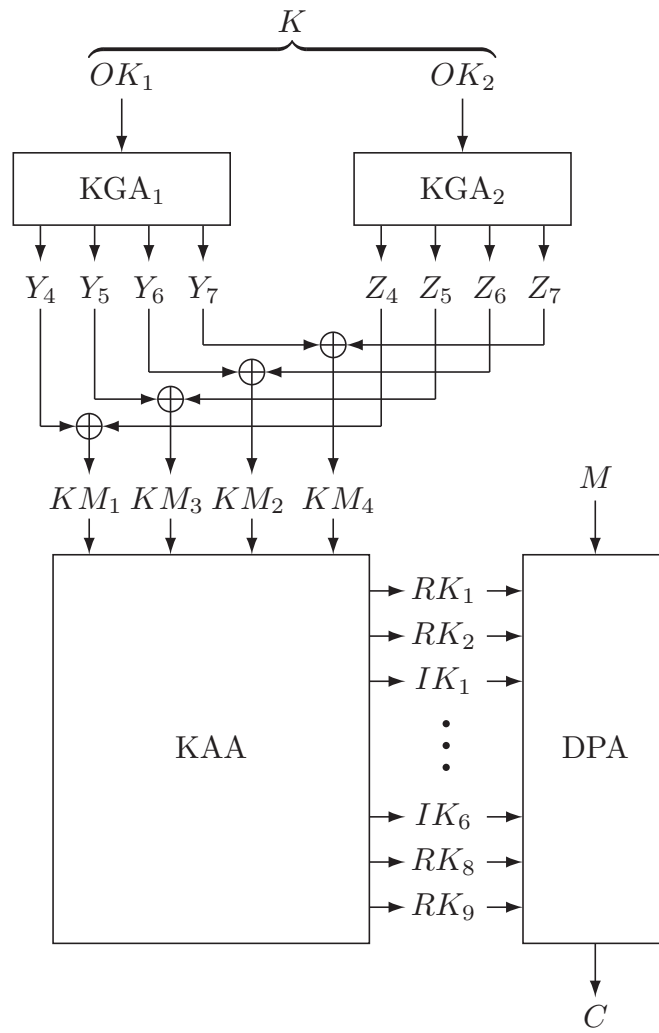 K
OK₁ OK₂
KGA₁ KGA₂
Y₄ Y₅ Y₆ Y₇ Z₄ Z₅ Z₆ Z₇
KM₁ KM₃ KM₂ KM₄ M
RK₁
RK₂
IK₁
KAA DPA
IK₆
RK₈
RK₉
C